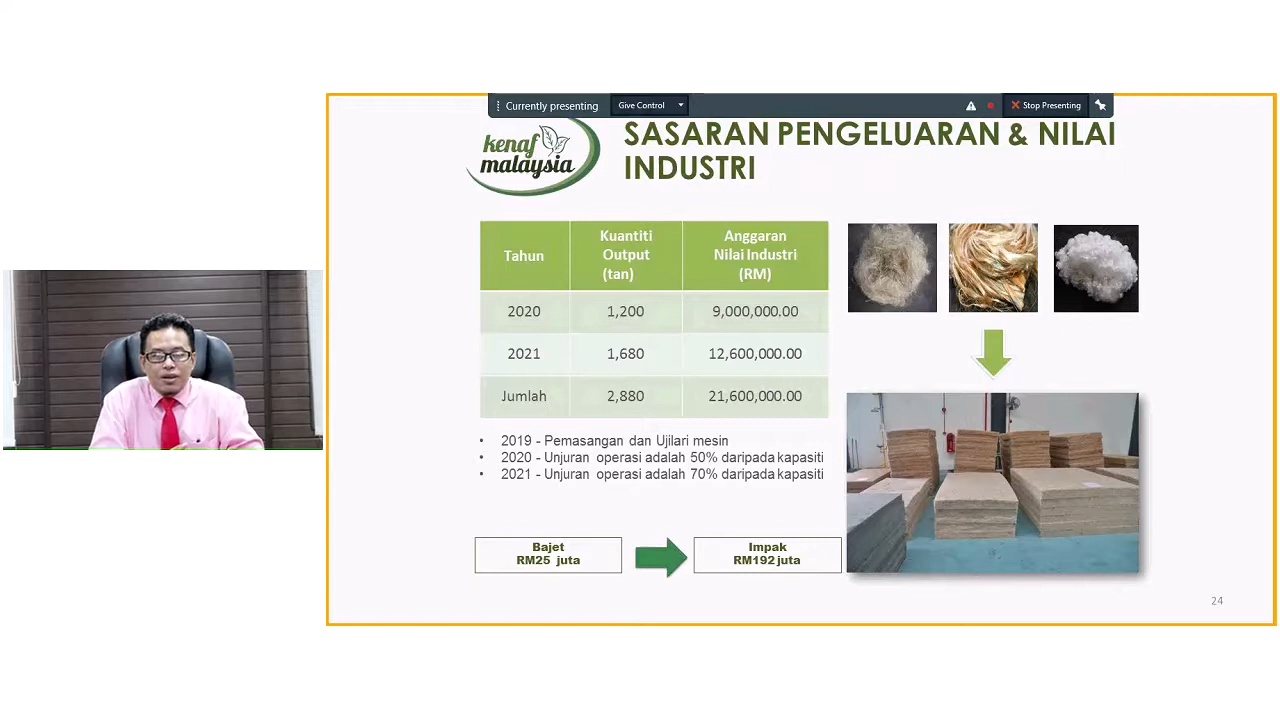 Currently presenting
Give Control
Stop Presenting
kenaf
malaysia
SASARAN PENGELUARAN & NILAI
INDUSTRI
Tahun
Kuantiti
Output
(tan)
Anggaran
Nilai Industri
(RM)
2020 1,200 9,000,000.00
2021 1,680 12,600,000.00
Jumlah 2,880 21,600,000.00
• 2019 - Pemasangan dan Ujilari mesin
• 2020 - Unjuran operasi adalah 50% daripada kapasiti
• 2021 - Unjuran operasi adalah 70% daripada kapasiti
Bajet
RM25 juta
Impak
RM192 juta
24